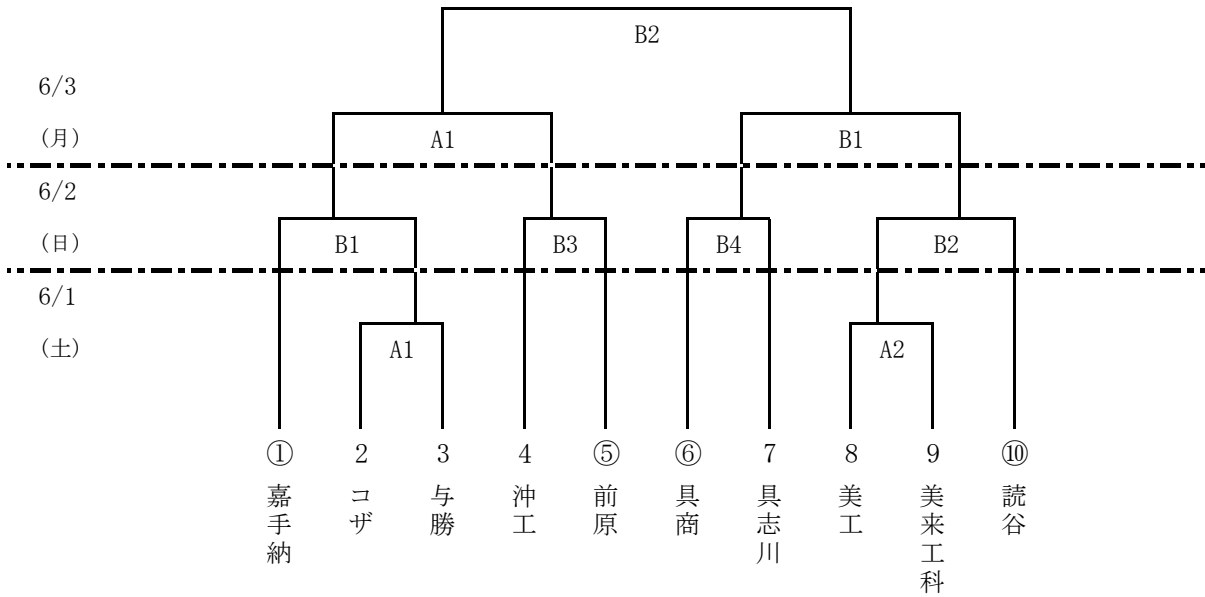 B2
6/3
(月)
A1
B1
6/2
(日)
B1
B3
B4
B2
6/1
(土)
A1
A2
① 2 3 4 ⑤ ⑥ 7 8 9 ⑩
嘉手納
コザ
与勝
沖工
前原
具商
具志川
美工
美来工科
読谷